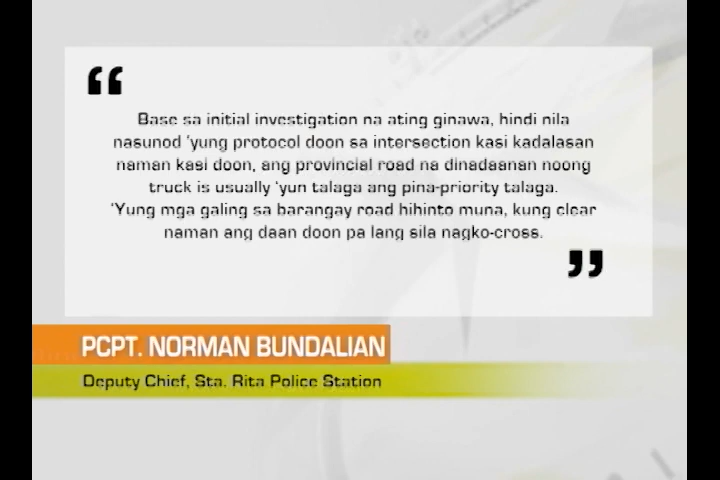 “
Base sa initial investigation na ating ginawa, hindi nila
nasunod ‘yung protocol doon sa intersection kasi kadalasan
naman kasi doon, ang provincial road na dinadaanan noong
truck is usually ‘yun talaga ang pina-priority talaga.
‘Yung mga galing sa barangay road hihinto muna, kung clear
naman ang daan doon pa lang sila nagko-cross.
”
PCPT. NORMAN BUNDALIAN
Deputy Chief, Sta. Rita Police Station